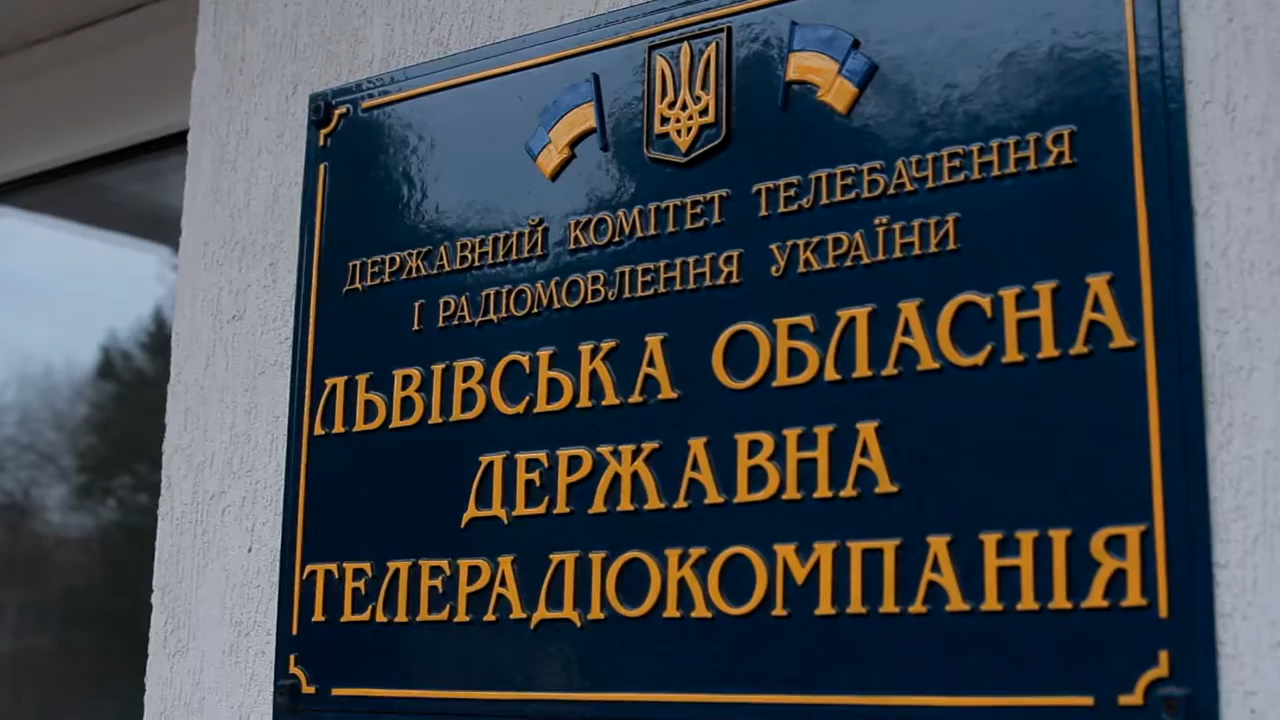 ДЕРЖАВНИЙ КОМІТЕТ ТЕЛЕБАЧЕННЯ
І РАДІОМОВЛЕННЯ УКРАЇНИ
ЛЬВІВСЬКА ОБЛАСНА
ДЕРЖАВНА
ТЕЛЕРАДІОКОМПАНІЯ